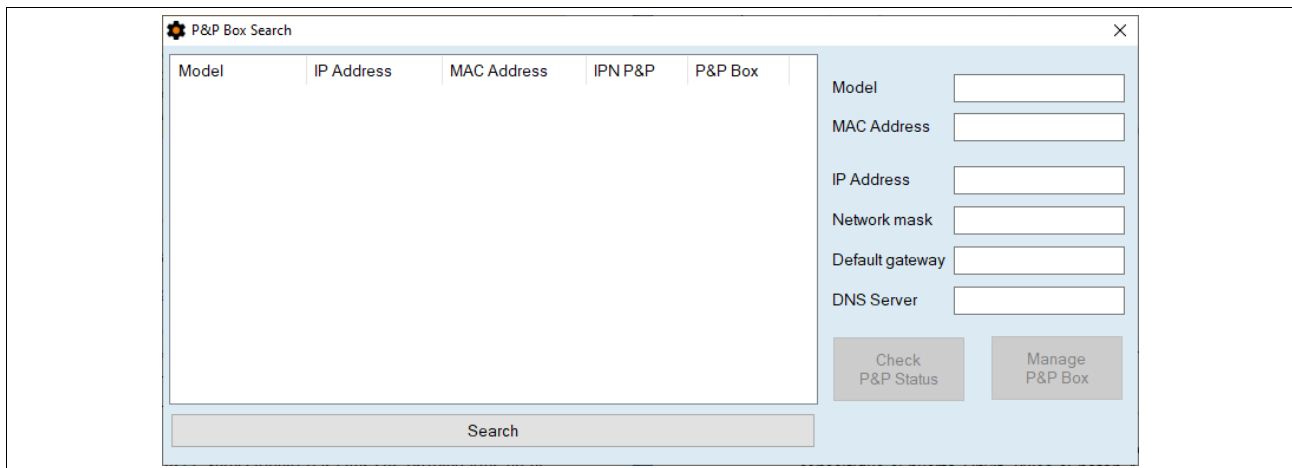 P&P Box Search
Model IP Address MAC Address IPN P&P P&P Box
Model
MAC Address
IP Address
Network mask
Default gateway
DNS Server
Check
P&P Status
Manage
P&P Box
Search